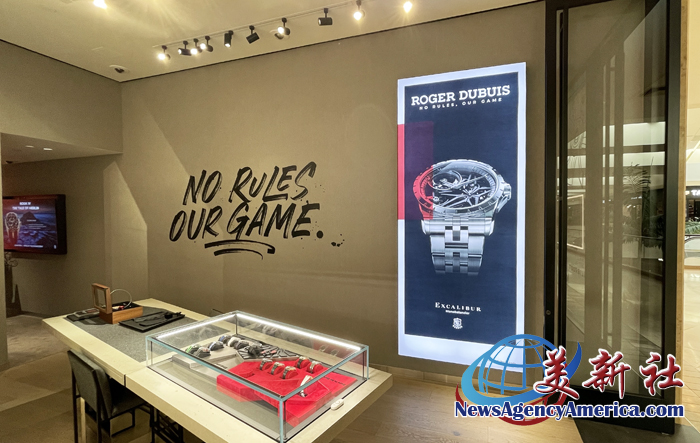 NO RULES
OUR GAME.
ROGER DUBUIS
NO RULES, OUR GAME
EXCALIBUR
美新社
NewsAgencyAmerica.com